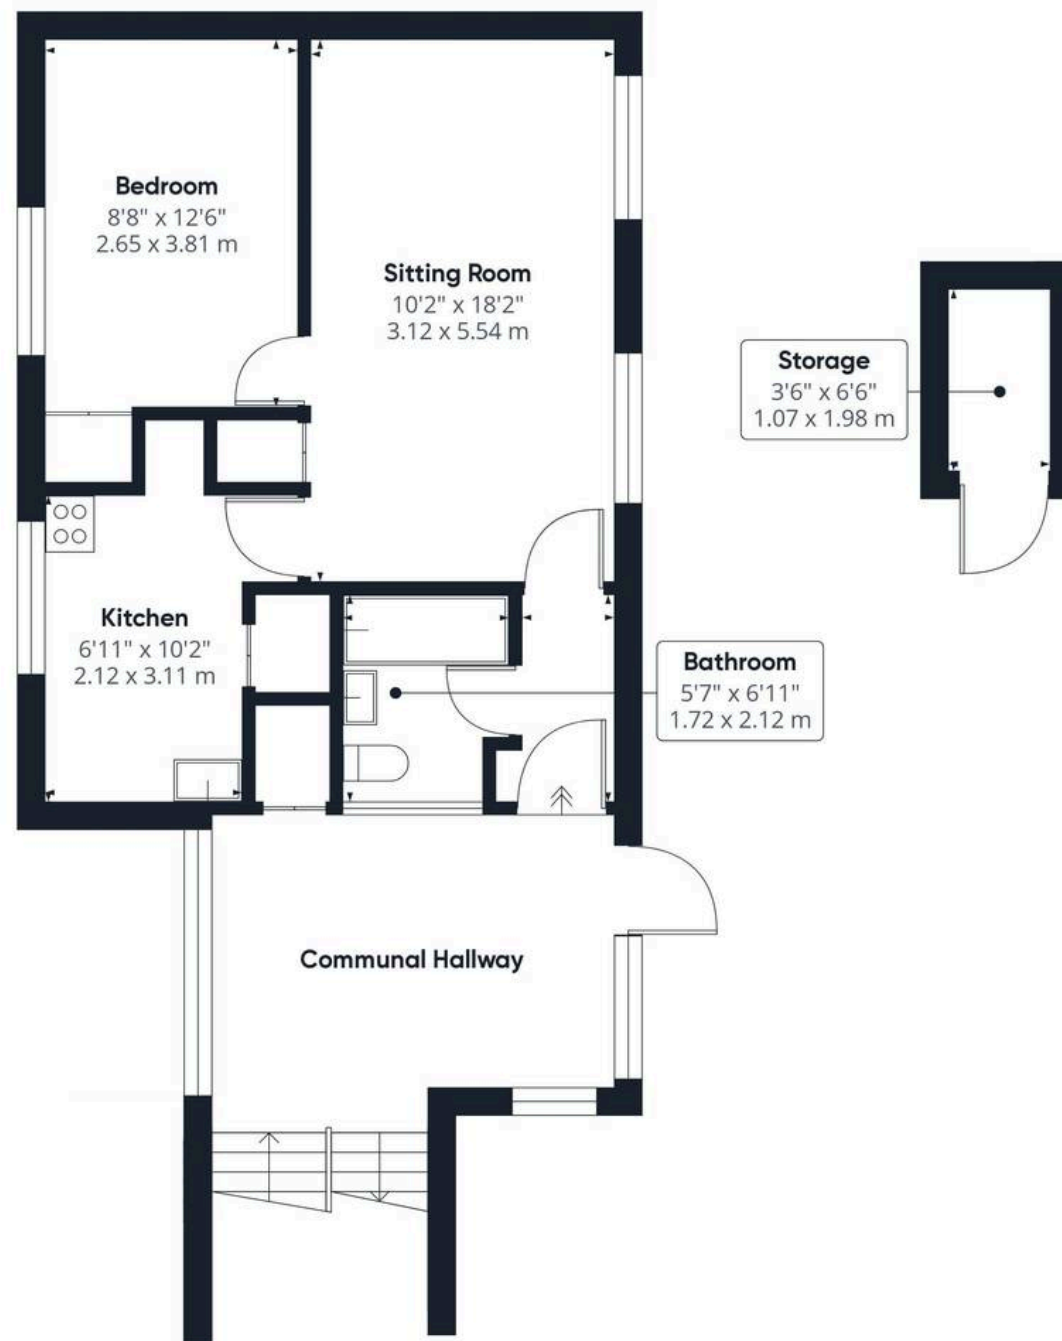 Bedroom
8'8" x 12'6"
2.65 x 3.81 m
Sitting Room
10'2" x 18'2"
3.12 x 5.54 m
Storage
3'6" x 6'6"
1.07 x 1.98 m
Kitchen
6'11" x 10'2"
2.12 x 3.11 m
Bathroom
5'7" x 6'11"
1.72 x 2.12 m
Communal Hallway